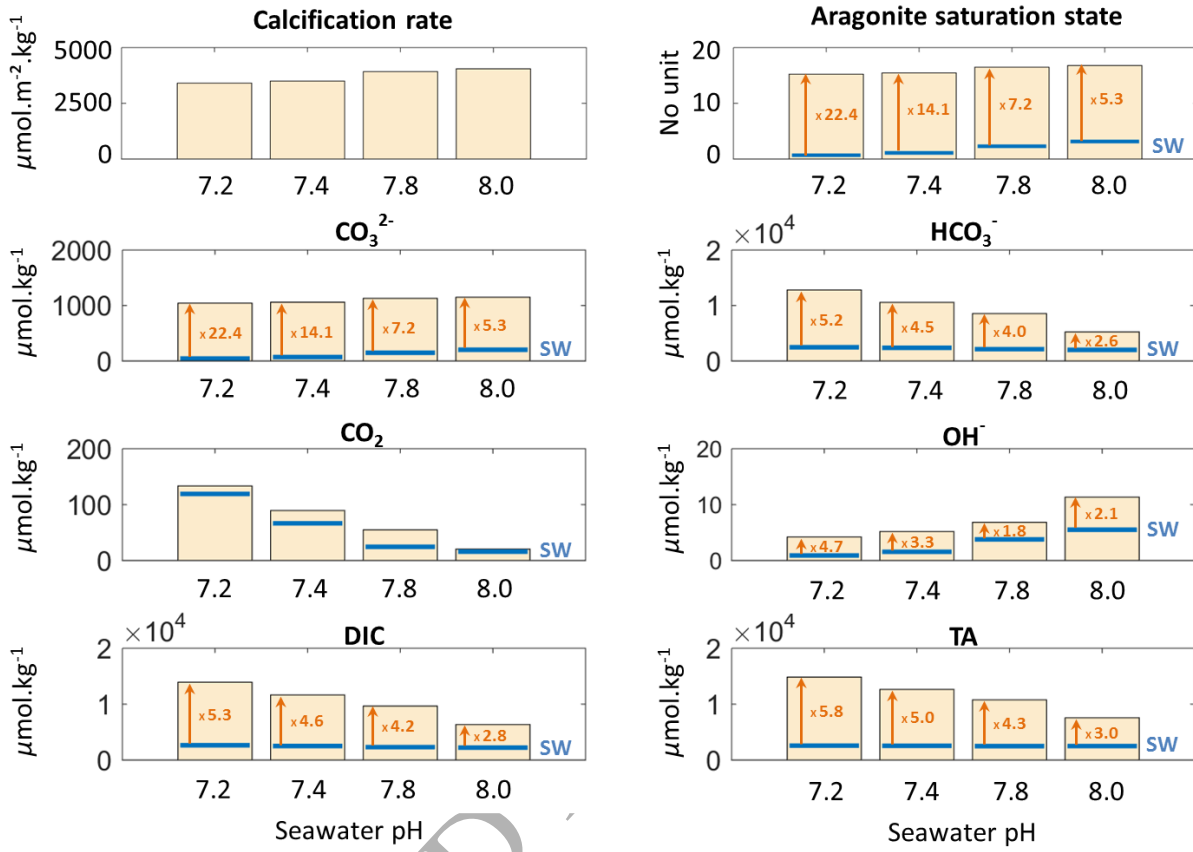 Calcification rate
µmol.m⁻².kg⁻¹
5000
2500
0
7.2 7.4 7.8 8.0
Aragonite saturation state
No unit
20
10
0
x 22.4 x 14.1 x 7.2 x 5.3
SW
7.2 7.4 7.8 8.0
CO₃²⁻
µmol.kg⁻¹
2000
1000
0
x 22.4 x 14.1 x 7.2 x 5.3
SW
7.2 7.4 7.8 8.0
HCO₃⁻
×10⁴
µmol.kg⁻¹
2
1
0
x 5.2 x 4.5 x 4.0 x 2.6
SW
7.2 7.4 7.8 8.0
CO₂
µmol.kg⁻¹
200
100
0
SW
7.2 7.4 7.8 8.0
OH⁻
µmol.kg⁻¹
20
10
0
x 4.7 x 3.3 x 1.8 x 2.1
SW
7.2 7.4 7.8 8.0
DIC
×10⁴
µmol.kg⁻¹
2
1
0
x 5.3 x 4.6 x 4.2 x 2.8
SW
7.2 7.4 7.8 8.0
Seawater pH
TA
×10⁴
µmol.kg⁻¹
2
1
0
x 5.8 x 5.0 x 4.3 x 3.0
SW
7.2 7.4 7.8 8.0
Seawater pH